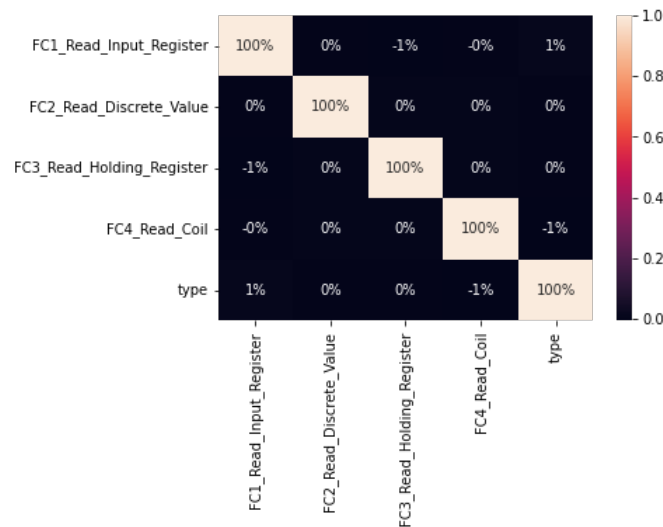 FC1_Read_Input_Register 100% 0% -1% -0% 1%
FC2_Read_Discrete_Value 0% 100% 0% 0% 0%
FC3_Read_Holding_Register -1% 0% 100% 0% 0%
FC4_Read_Coil -0% 0% 0% 100% -1%
type 1% 0% 0% -1% 100%
FC1_Read_Input_Register
FC2_Read_Discrete_Value
FC3_Read_Holding_Register
FC4_Read_Coil
type
1.0
0.8
0.6
0.4
0.2
0.0